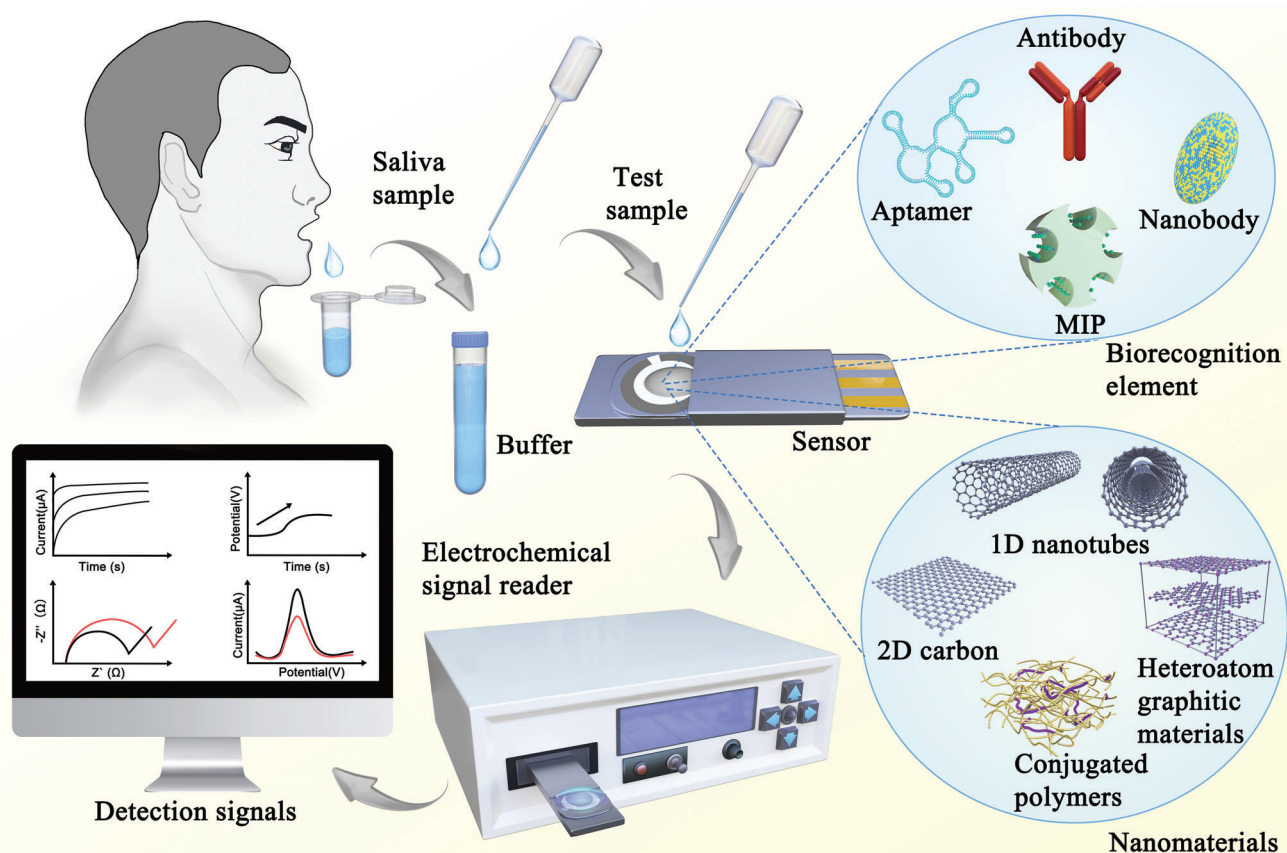 Antibody
Aptamer
Nanobody
MIP
Biorecognition
element
Saliva
sample
Test
sample
Buffer
Sensor
1D nanotubes
2D carbon
Heteroatom
graphitic
materials
Conjugated
polymers
Nanomaterials
Electrochemical
signal reader
Current(μA)
Time (s)
Potential(V)
Time (s)
-Z'' (Ω)
Z` (Ω)
Current(μA)
Potential(V)
Detection signals